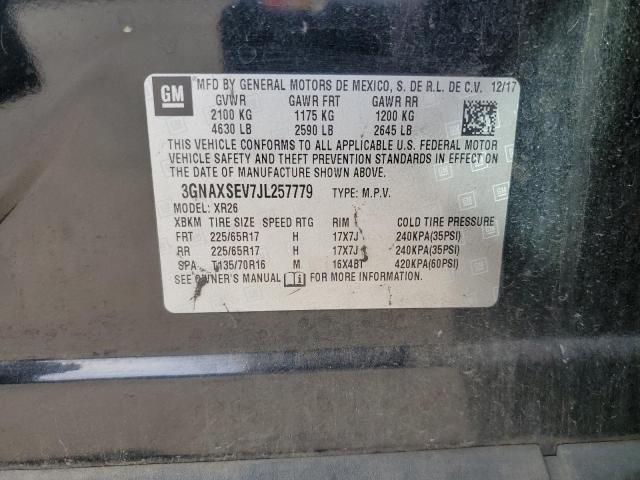 GM MFD BY GENERAL MOTORS DE MEXICO, S. DE R.L. DE C.V. 12/17
GVWR GAWR FRT GAWR RR
2100 KG 1175 KG 1200 KG
4630 LB 2590 LB 2645 LB
THIS VEHICLE CONFORMS TO ALL APPLICABLE U.S. FEDERAL MOTOR
VEHICLE SAFETY AND THEFT PREVENTION STANDARDS IN EFFECT ON
THE DATE OF MANUFACTURE SHOWN ABOVE.
3GNAXSEV7JL257779 TYPE: M.P.V.
MODEL: XR26
XBKM TIRE SIZE SPEED RTG RIM COLD TIRE PRESSURE
FRT 225/65R17 H 17X7J 240KPA(35PSI)
RR 225/65R17 H 17X7J 240KPA(35PSI)
SPA T135/70R16 M 16X4BT 420KPA(60PSI)
SEE OWNER'S MANUAL FOR MORE INFORMATION.